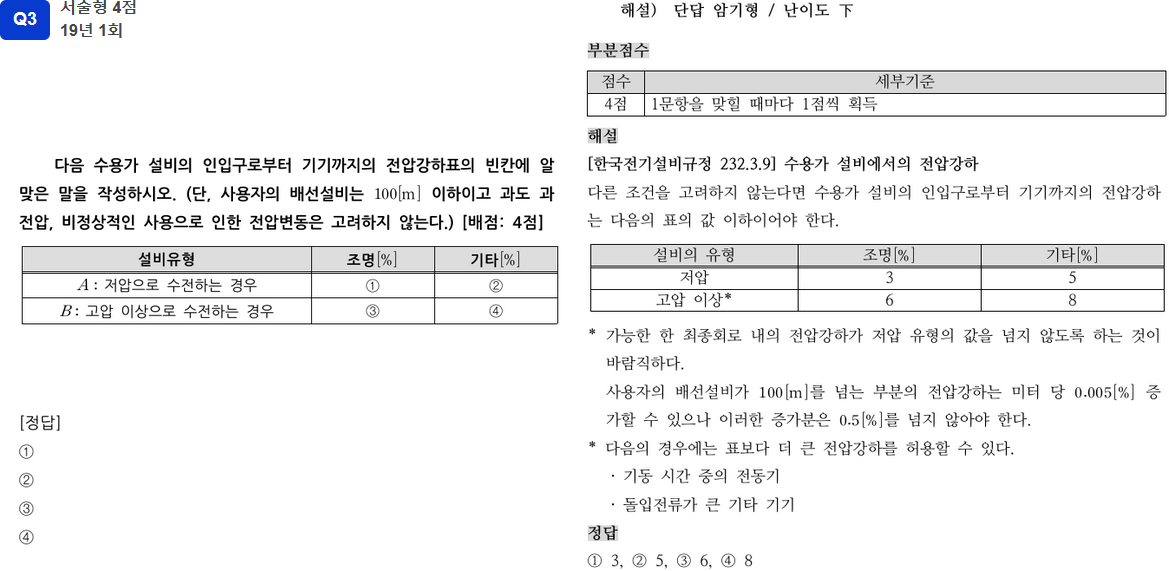 Q3
서술형 4점
19년 1회
다음 수용가 설비의 인입구로부터 기기까지의 전압강하표의 빈칸에 알
맞은 말을 작성하시오. (단, 사용자의 배선설비는 100[m] 이하이고 과도 과
전압, 비정상적인 사용으로 인한 전압변동은 고려하지 않는다.) [배점: 4점]
설비유형 조명[%] 기타[%]
A : 저압으로 수전하는 경우 ① ②
B : 고압 이상으로 수전하는 경우 ③ ④
[정답]
①
②
③
④
해설) 단답 암기형 / 난이도 下
부분점수
점수 세부기준
4점 1문항을 맞힐 때마다 1점씩 획득
해설
[한국전기설비규정 232.3.9] 수용가 설비에서의 전압강하
다른 조건을 고려하지 않는다면 수용가 설비의 인입구로부터 기기까지의 전압강하
는 다음의 표의 값 이하이어야 한다.
설비의 유형 조명[%] 기타[%]
저압 3 5
고압 이상* 6 8
* 가능한 한 최종회로 내의 전압강하가 저압 유형의 값을 넘지 않도록 하는 것이
바람직하다.
사용자의 배선설비가 100[m]를 넘는 부분의 전압강하는 미터 당 0.005[%] 증
가할 수 있으나 이러한 증가분은 0.5[%]를 넘지 않아야 한다.
* 다음의 경우에는 표보다 더 큰 전압강하를 허용할 수 있다.
· 기동 시간 중의 전동기
· 돌입전류가 큰 기타 기기
정답
① 3, ② 5, ③ 6, ④ 8